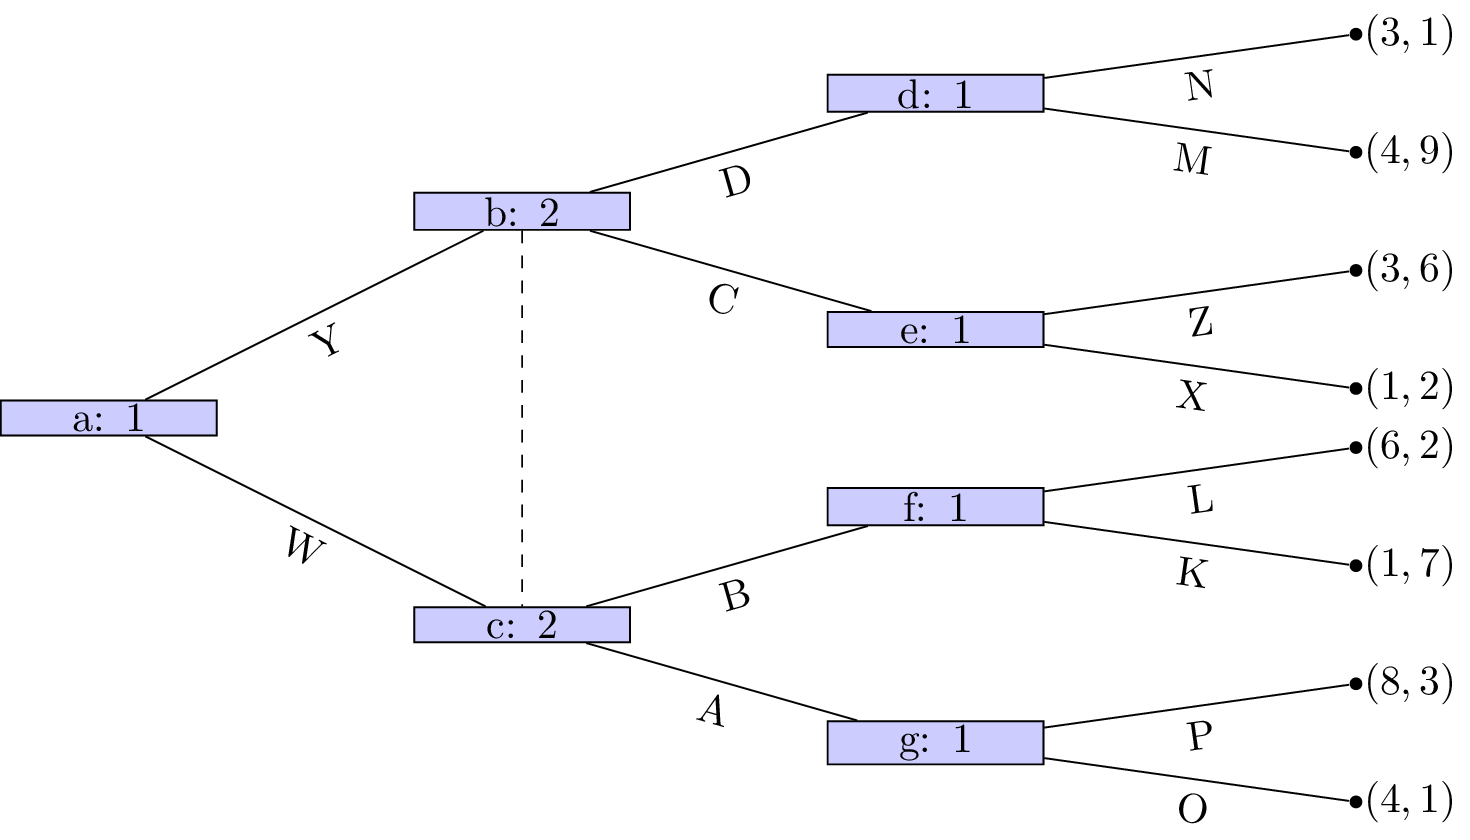 (3, 1)
N
d: 1
M
(4, 9)
D
b: 2
C
(3, 6)
Z
e: 1
X
(1, 2)
Y
a: 1
W
(6, 2)
L
f: 1
K
(1, 7)
B
c: 2
A
(8, 3)
P
g: 1
O
(4, 1)